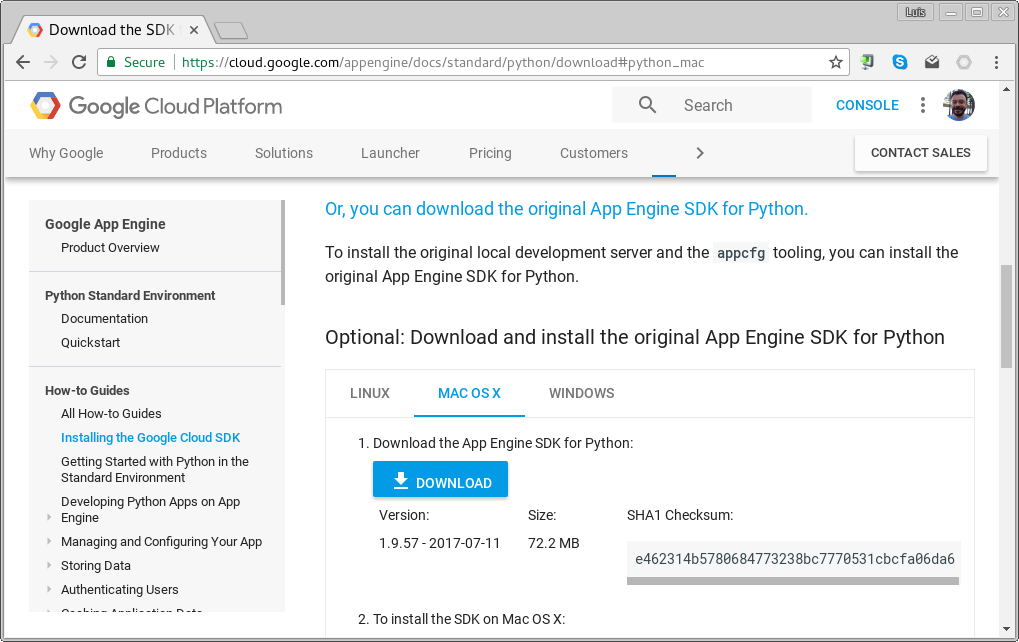 Luis
Download the SDK
Secure https://cloud.google.com/appengine/docs/standard/python/download#python_mac
Google Cloud Platform
Search
CONSOLE
Why Google Products Solutions Launcher Pricing Customers
CONTACT SALES
Google App Engine
Product Overview
Python Standard Environment
Documentation
Quickstart
How-to Guides
All How-to Guides
Installing the Google Cloud SDK
Getting Started with Python in the
Standard Environment
Developing Python Apps on App
Engine
Managing and Configuring Your App
Storing Data
Authenticating Users
Caching Application Data
Or, you can download the original App Engine SDK for Python.
To install the original local development server and the appcfg tooling, you can install the
original App Engine SDK for Python.
Optional: Download and install the original App Engine SDK for Python
LINUX MAC OS X WINDOWS
1. Download the App Engine SDK for Python:
DOWNLOAD
Version: Size: SHA1 Checksum:
1.9.57 - 2017-07-11 72.2 MB
e462314b5780684773238bc7770531cbcfa06da6
2. To install the SDK on Mac OS X: